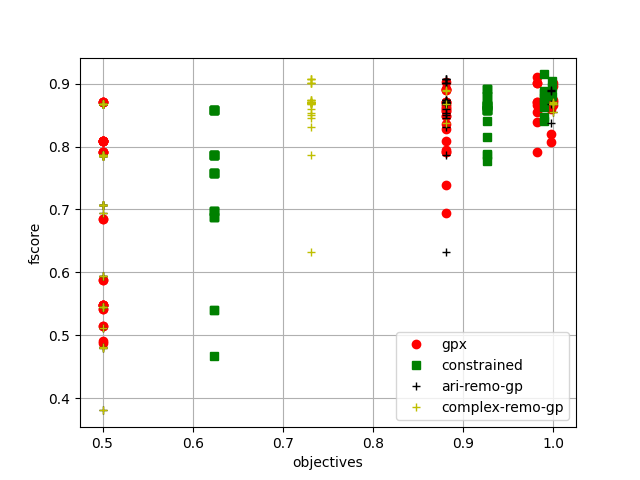 0.9
0.8
0.7
0.6
0.5
0.4
fscore
gpx
constrained
ari-remo-gp
complex-remo-gp
0.5 0.6 0.7 0.8 0.9 1.0
objectives